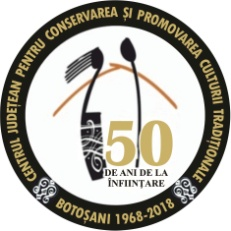 CENTRUL JUDEȚEAN PENTRU CONSERVAREA ȘI PROMOVAREA CULTURII TRADIȚIONALE
50
DE ANI DE LA
ÎNFIINȚARE
BOTOȘANI 1968-2018